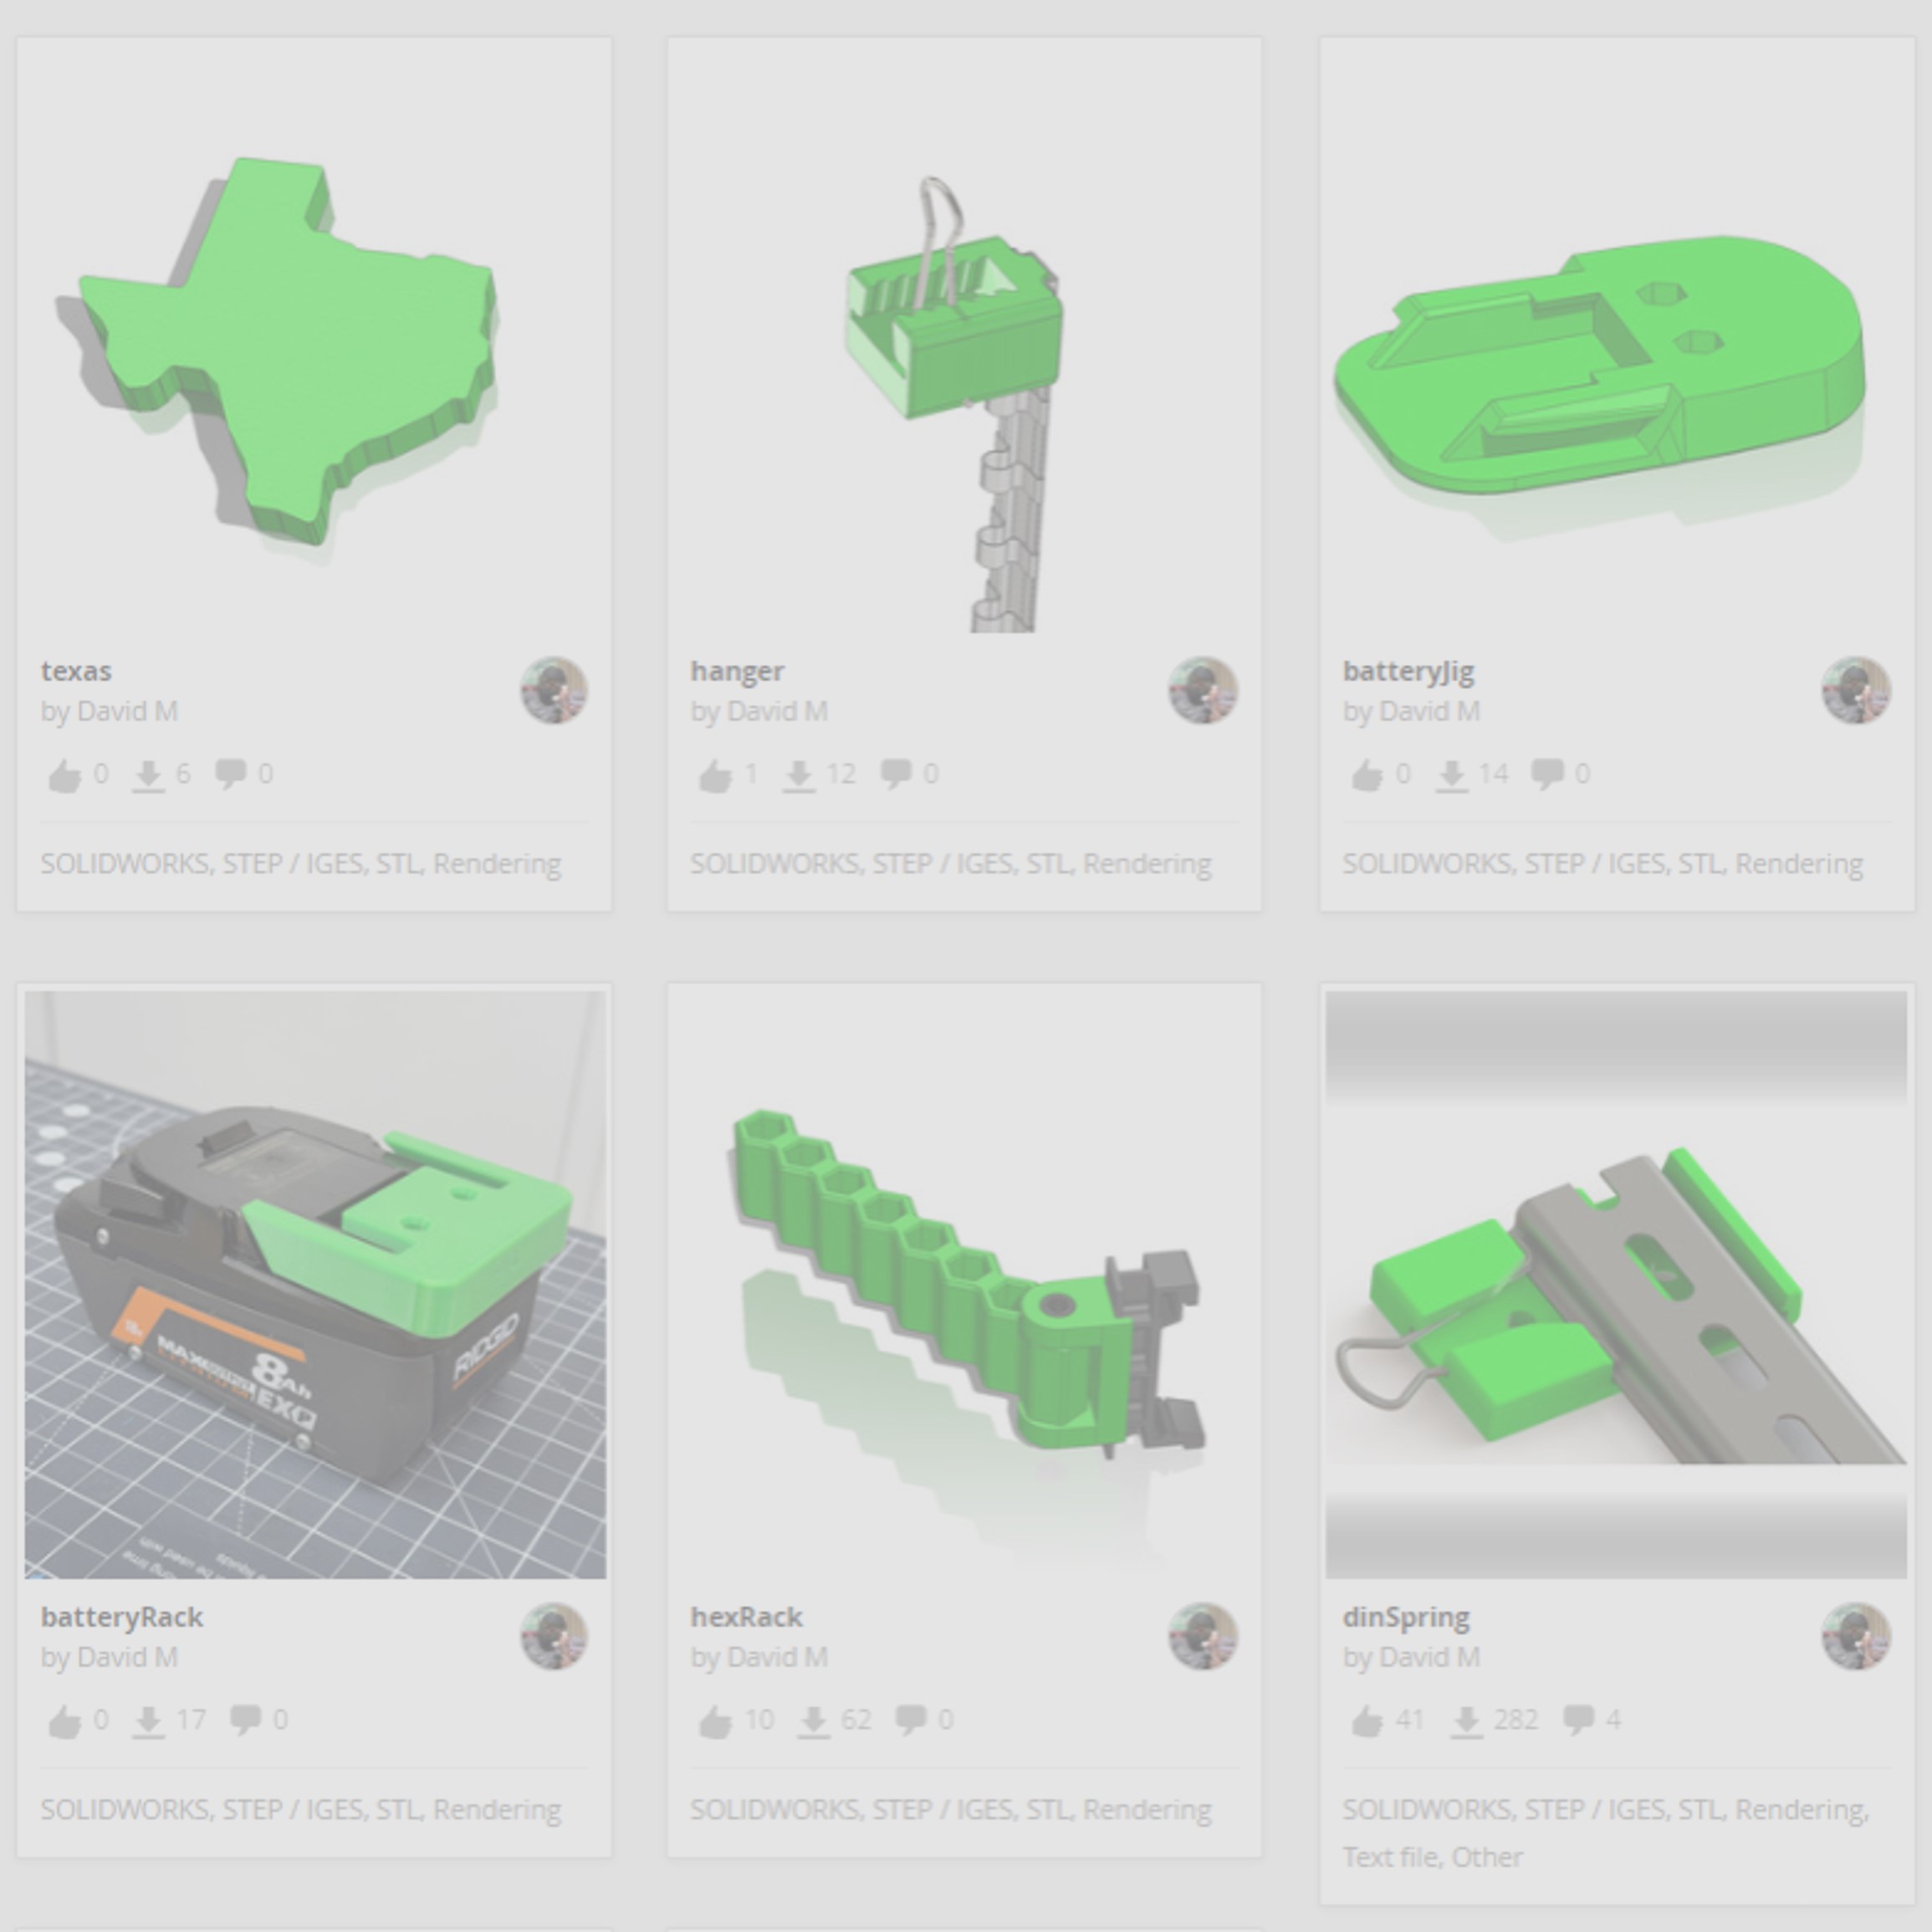 texas
by David M
0 6 0
SOLIDWORKS, STEP / IGES, STL, Rendering
hanger
by David M
1 12 0
SOLIDWORKS, STEP / IGES, STL, Rendering
batteryJig
by David M
0 14 0
SOLIDWORKS, STEP / IGES, STL, Rendering
8Ah
EXO
RIDGID
batteryRack
by David M
0 17 0
SOLIDWORKS, STEP / IGES, STL, Rendering
hexRack
by David M
10 62 0
SOLIDWORKS, STEP / IGES, STL, Rendering
dinSpring
by David M
41 282 4
SOLIDWORKS, STEP / IGES, STL, Rendering,
Text file, Other